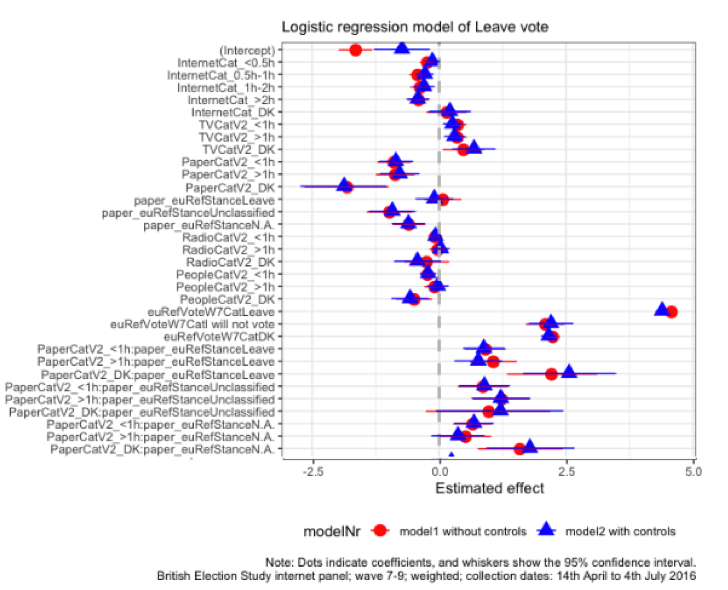 Logistic regression model of Leave vote
(Intercept)
InternetCat_<0.5h
InternetCat_0.5h-1h
InternetCat_1h-2h
InternetCat_>2h
InternetCat_DK
TVCatV2_<1h
TVCatV2_>1h
TVCatV2_DK
PaperCatV2_<1h
PaperCatV2_>1h
PaperCatV2_DK
paper_euRefStanceLeave
paper_euRefStanceUnclassified
paper_euRefStanceN.A.
RadioCatV2_<1h
RadioCatV2_>1h
RadioCatV2_DK
PeopleCatV2_<1h
PeopleCatV2_>1h
PeopleCatV2_DK
euRefVoteW7CatLeave
euRefVoteW7CatI will not vote
euRefVoteW7CatDK
PaperCatV2_<1h:paper_euRefStanceLeave
PaperCatV2_>1h:paper_euRefStanceLeave
PaperCatV2_DK:paper_euRefStanceLeave
PaperCatV2_<1h:paper_euRefStanceUnclassified
PaperCatV2_>1h:paper_euRefStanceUnclassified
PaperCatV2_DK:paper_euRefStanceUnclassified
PaperCatV2_<1h:paper_euRefStanceN.A.
PaperCatV2_>1h:paper_euRefStanceN.A.
PaperCatV2_DK:paper_euRefStanceN.A.
-2.5 0.0 2.5 5.0
Estimated effect
modelNr model1 without controls model2 with controls
Note: Dots indicate coefficients, and whiskers show the 95% confidence interval.
British Election Study internet panel; wave 7-9; weighted; collection dates: 14th April to 4th July 2016